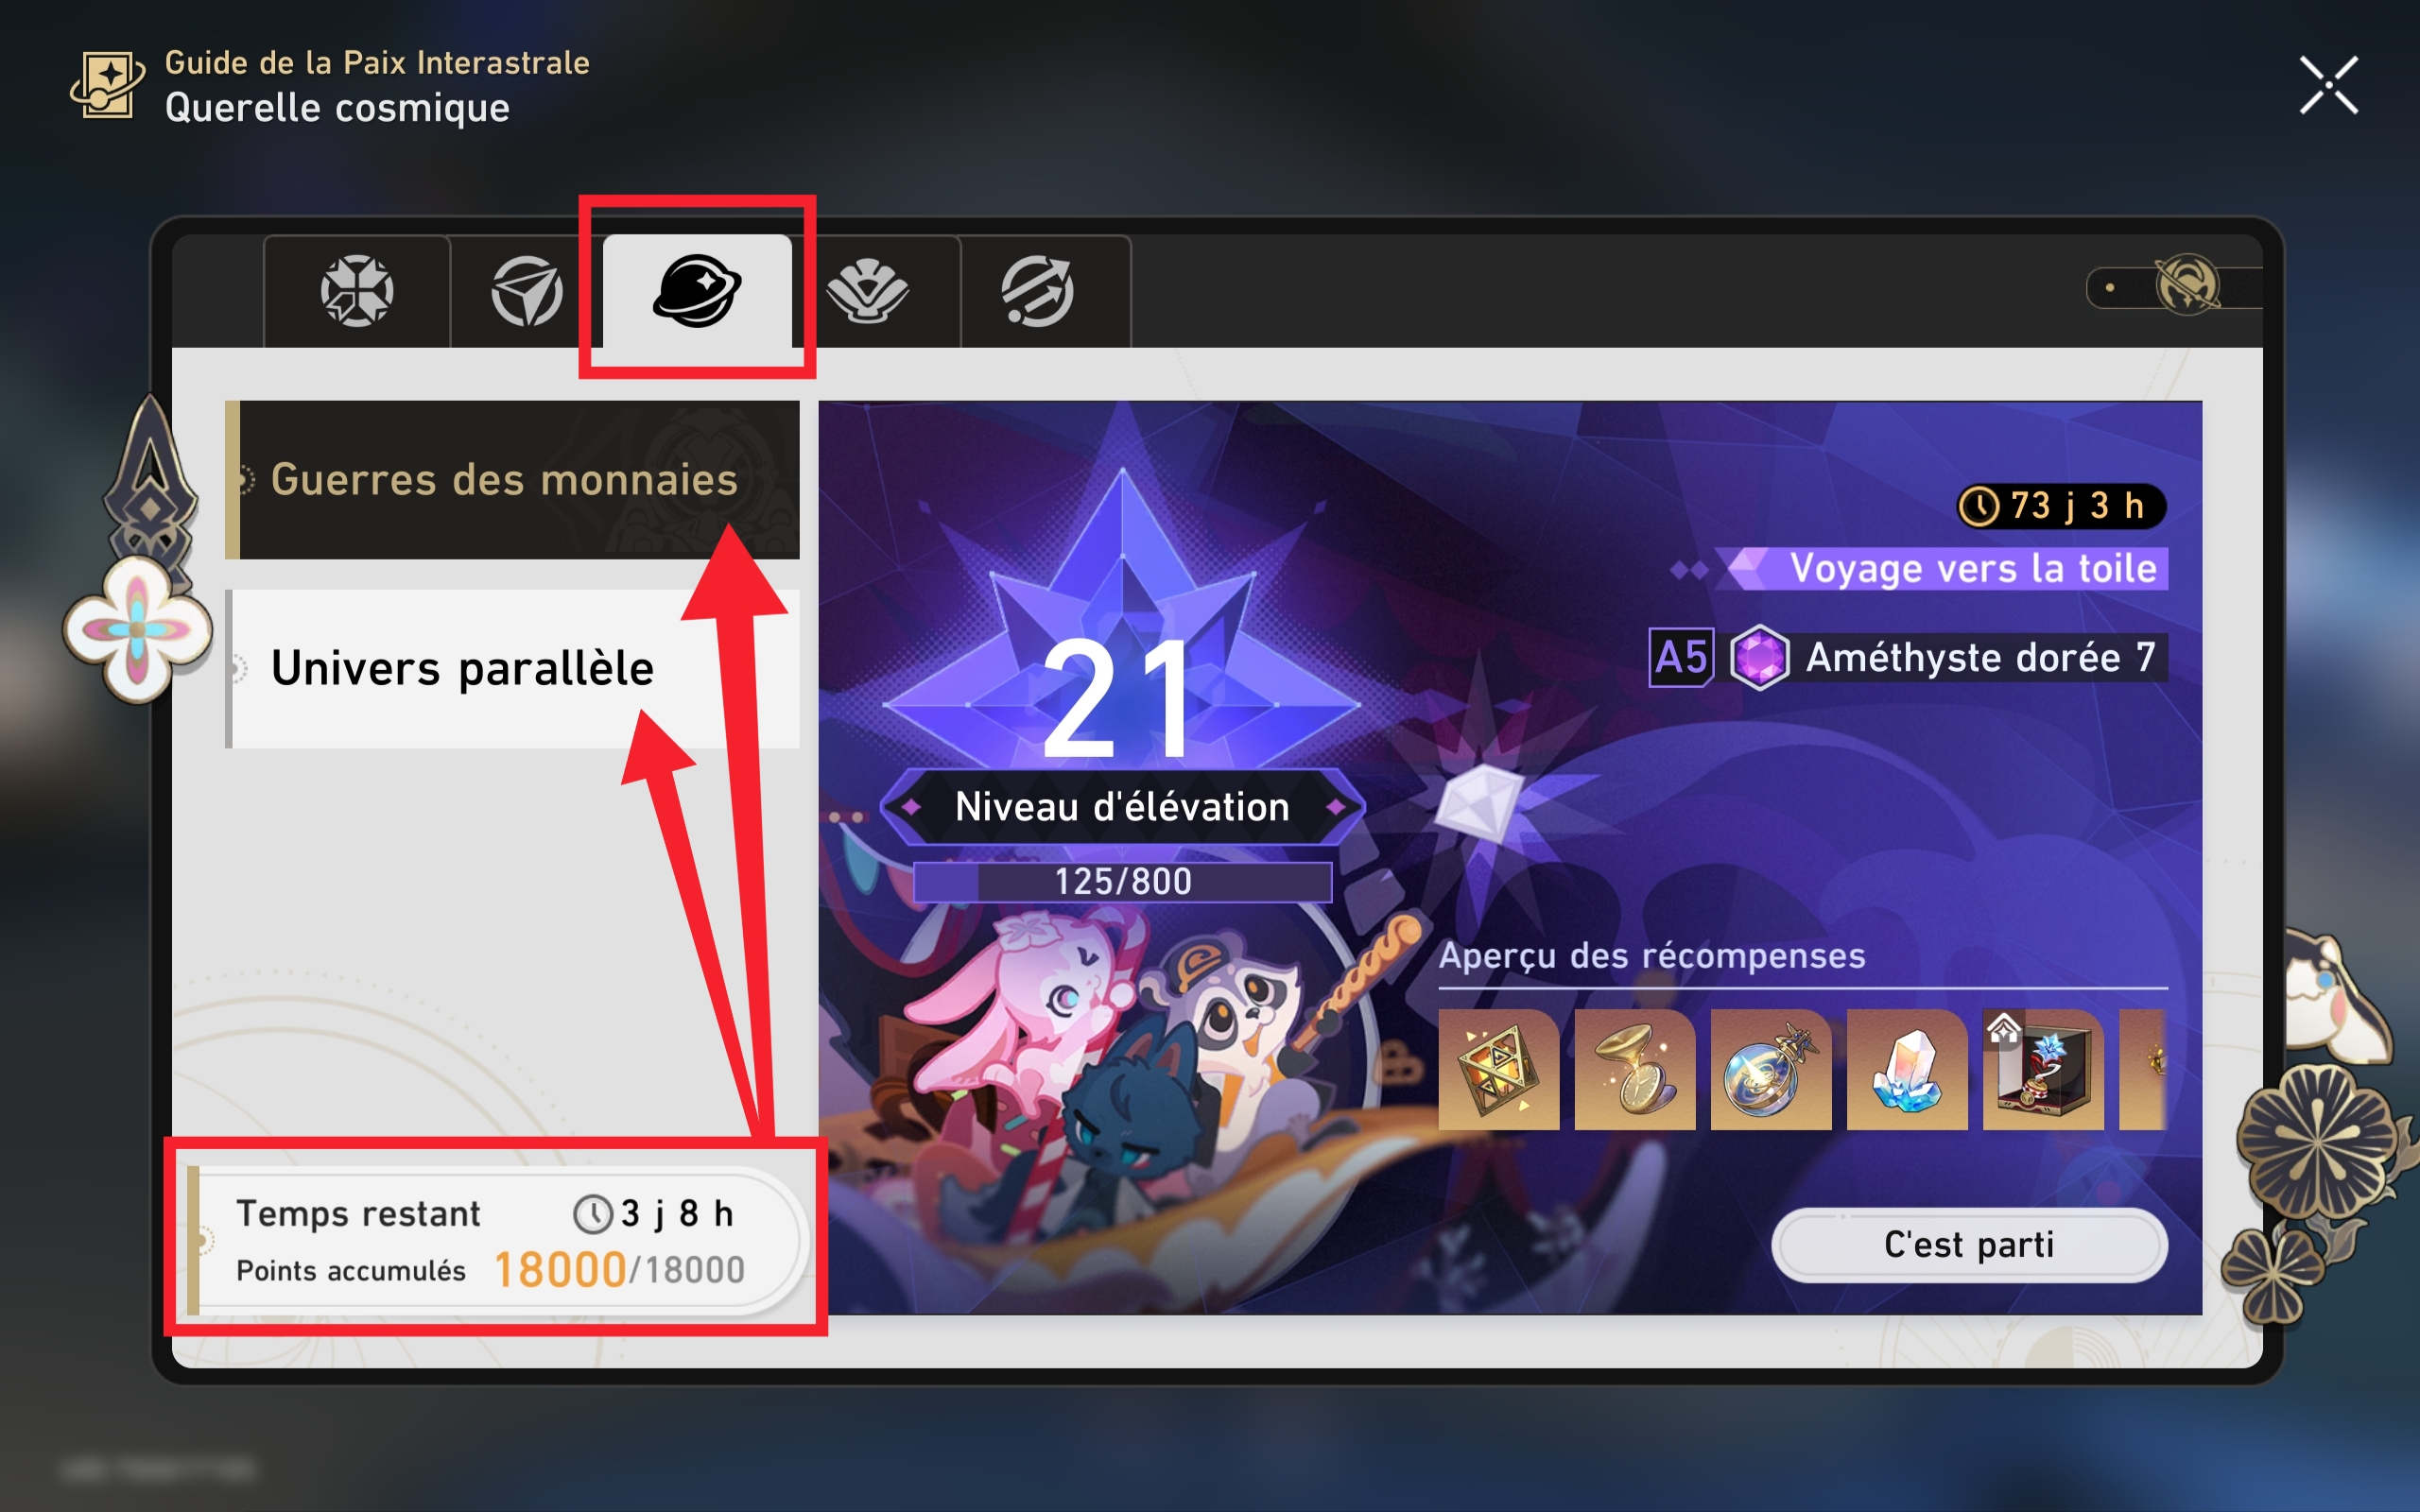 Guide de la Paix Interastrale
Querelle cosmique
Guerres des monnaies
Univers parallèle
Temps restant 3 j 8 h
Points accumulés 18000/18000
21
Niveau d'élévation
125/800
73 j 3 h
Voyage vers la toile
A5 Améthyste dorée 7
Aperçu des récompenses
C'est parti